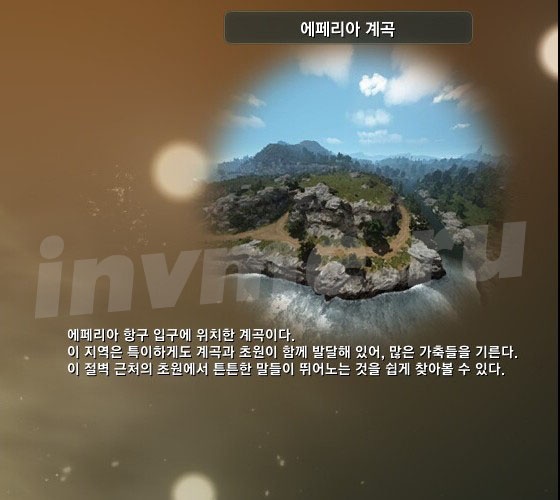 에페리아 계곡
에페리아 항구 입구에 위치한 계곡이다.
이 지역은 특이하게도 계곡과 초원이 함께 발달해 있어, 많은 가축들을 기른다.
이 절벽 근처의 초원에서 튼튼한 말들이 뛰어노는 것을 쉽게 찾아볼 수 있다.